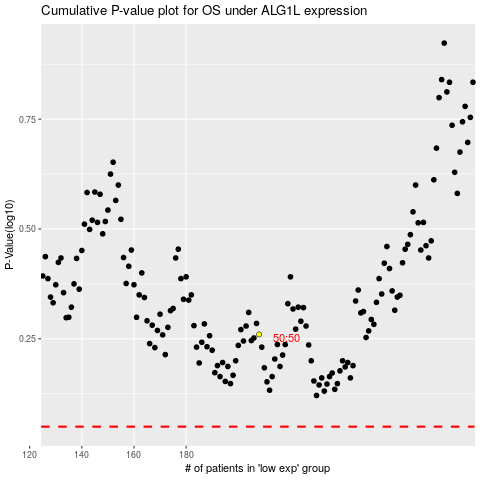 Cumulative P-value plot for OS under ALG1L expression
P-Value(log10)
0.75
0.50
0.25
50:50
120 140 160 180
# of patients in 'low exp' group